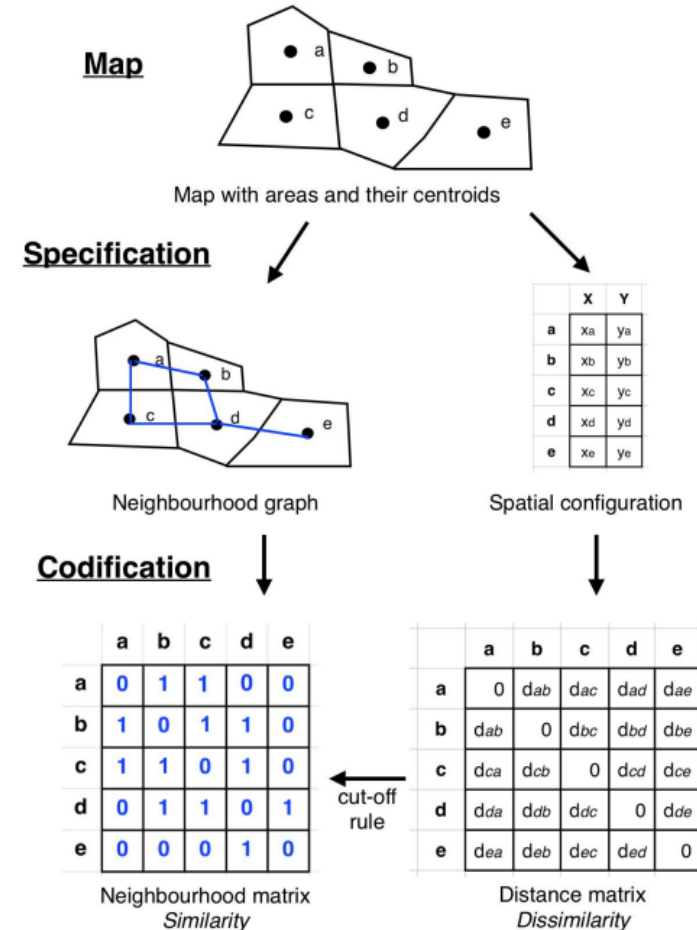 Map
a
b
c
d
e
Map with areas and their centroids
Specification
a
b
c
d
e
Neighbourhood graph
X Y
a xa ya
b xb yb
c xc yc
d xd yd
e xe ye
Spatial configuration
Codification
a b c d e
a 0 1 1 0 0
b 1 0 1 1 0
c 1 1 0 1 0
d 0 1 1 0 1
e 0 0 0 1 0
Neighbourhood matrix
Similarity
cut-off
rule
a b c d e
a 0 dab dac dad dae
b dab 0 dbc dbd dbe
c dca dcb 0 dcd dce
d dda ddb ddc 0 dde
e dea deb dec ded 0
Distance matrix
Dissimilarity